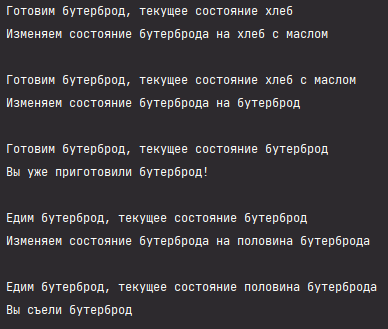 Готовим бутерброд, текущее состояние хлеб
Изменяем состояние бутерброда на хлеб с маслом
Готовим бутерброд, текущее состояние хлеб с маслом
Изменяем состояние бутерброда на бутерброд
Готовим бутерброд, текущее состояние бутерброд
Вы уже приготовили бутерброд!
Едим бутерброд, текущее состояние бутерброд
Изменяем состояние бутерброда на половина бутерброда
Едим бутерброд, текущее состояние половина бутерброда
Вы съели бутерброд